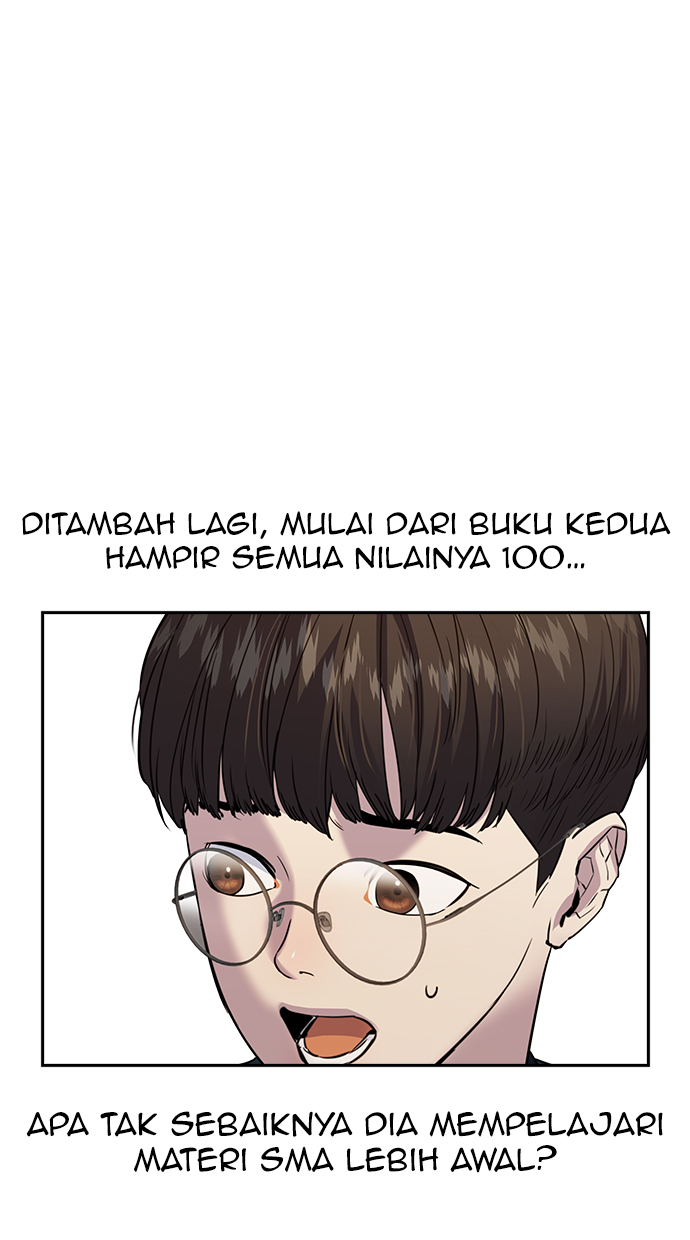 DITAMBAH LAGI, MULAI DARI BUKU KEDUA
HAMPIR SEMUA NILAINYA 100...
APA TAK SEBAIKNYA DIA MEMPELAJARI
MATERI SMA LEBIH AWAL?